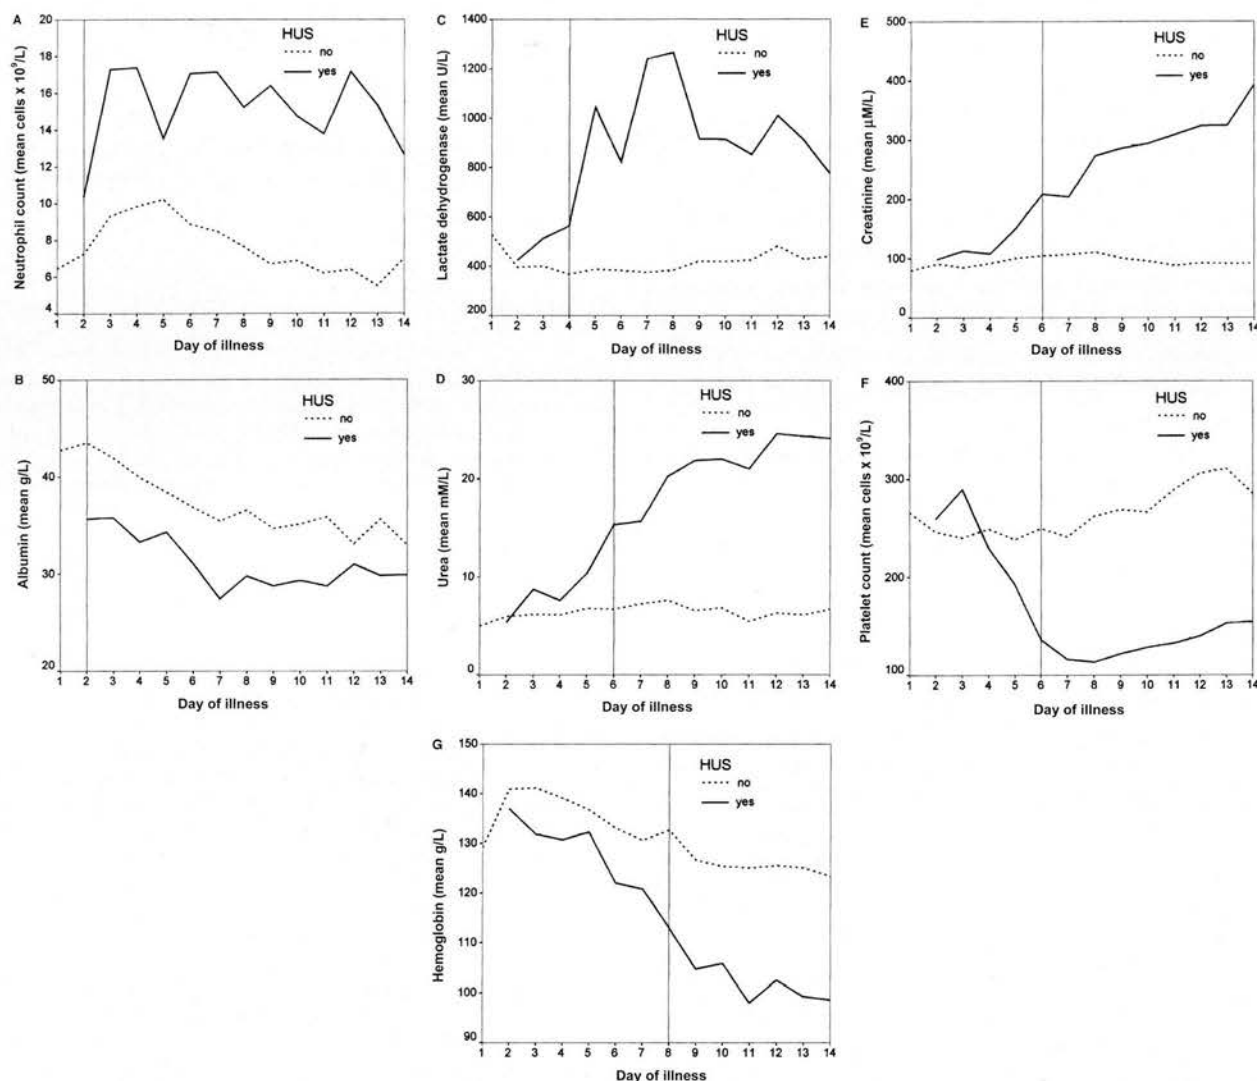 A
Neutrophil count (mean cells x 10⁹/L)
20
18
16
14
12
10
8
6
4
HUS
no
yes
1 2 3 4 5 6 7 8 9 10 11 12 13 14
Day of illness
B
Albumin (mean g/L)
50
40
30
20
HUS
no
yes
1 2 3 4 5 6 7 8 9 10 11 12 13 14
Day of illness
C
Lactate dehydrogenase (mean U/L)
1400
1200
1000
800
600
400
200
HUS
no
yes
1 2 3 4 5 6 7 8 9 10 11 12 13 14
Day of illness
D
Urea (mean mM/L)
30
20
10
0
HUS
no
yes
1 2 3 4 5 6 7 8 9 10 11 12 13 14
Day of illness
E
Creatinine (mean µM/L)
500
400
300
200
100
0
HUS
no
yes
1 2 3 4 5 6 7 8 9 10 11 12 13 14
Day of illness
F
Platelet count (mean cells x 10⁹/L)
400
300
200
100
HUS
no
yes
1 2 3 4 5 6 7 8 9 10 11 12 13 14
Day of illness
G
Hemoglobin (mean g/L)
150
140
130
120
110
100
90
HUS
no
yes
1 2 3 4 5 6 7 8 9 10 11 12 13 14
Day of illness